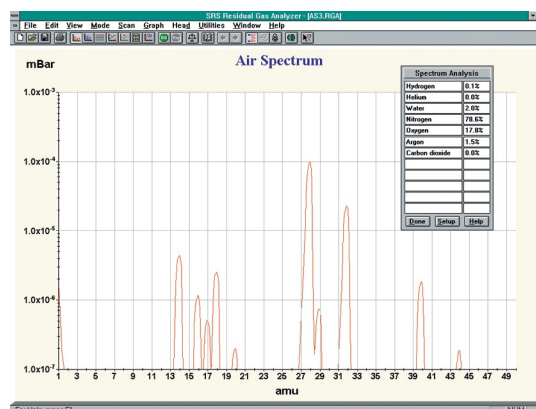 SRS Residual Gas Analyzer - [AS3.RGA]
File Edit View Mode Scan Graph Head Utilities Window Help
mBar
Air Spectrum
Spectrum Analysis
Hydrogen 0.1%
Helium 0.0%
Water 2.0%
Nitrogen 78.6%
Oxygen 17.8%
Argon 1.5%
Carbon dioxide 0.0%
Done Setup Help
1.0x10-3
1.0x10-4
1.0x10-5
1.0x10-6
1.0x10-7
1 3 5 7 9 11 13 15 17 19 21 23 25 27 29 31 33 35 37 39 41 43 45 47 49
amu